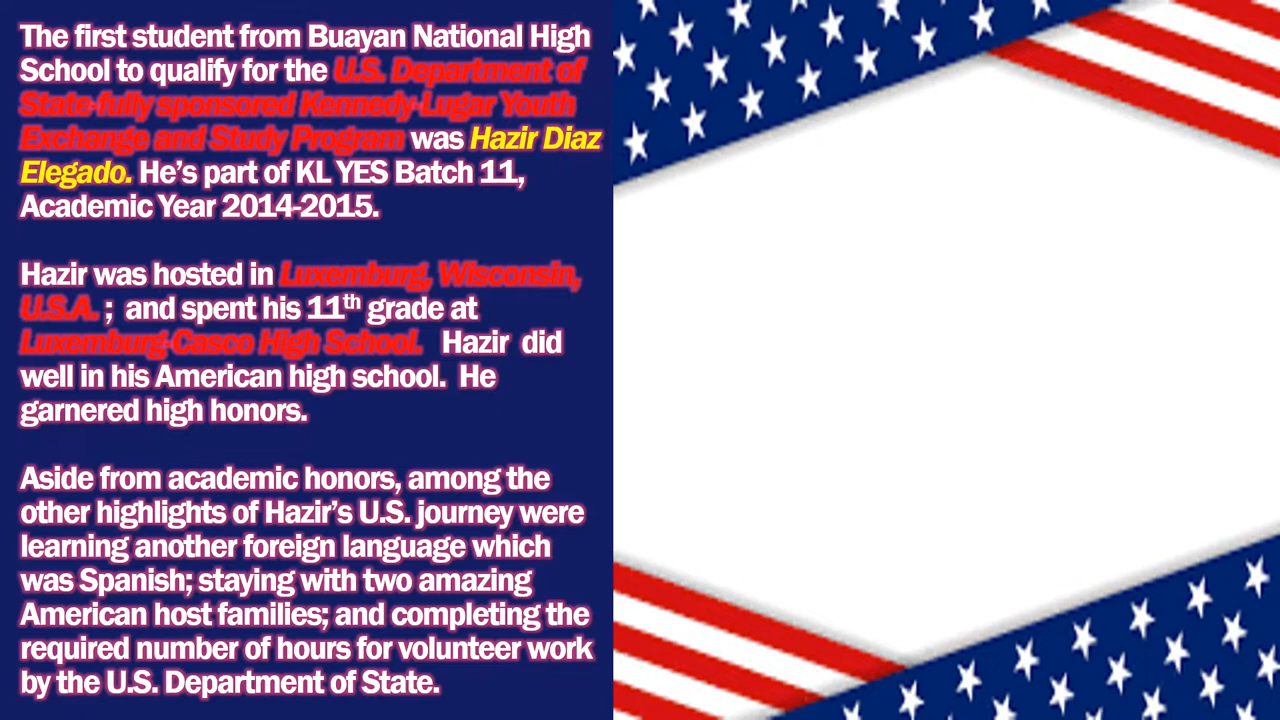 The first student from Buayan National High
School to qualify for the U.S. Department of
State-fully sponsored Kennedy-Lugar Youth
Exchange and Study Program was Hazir Diaz
Elegado. He’s part of KL YES Batch 11,
Academic Year 2014-2015.
Hazir was hosted in Luxemburg, Wisconsin,
U.S.A. ; and spent his 11th grade at
Luxemburg-Casco High School. Hazir did
well in his American high school. He
garnered high honors.
Aside from academic honors, among the
other highlights of Hazir’s U.S. journey were
learning another foreign language which
was Spanish; staying with two amazing
American host families; and completing the
required number of hours for volunteer work
by the U.S. Department of State.